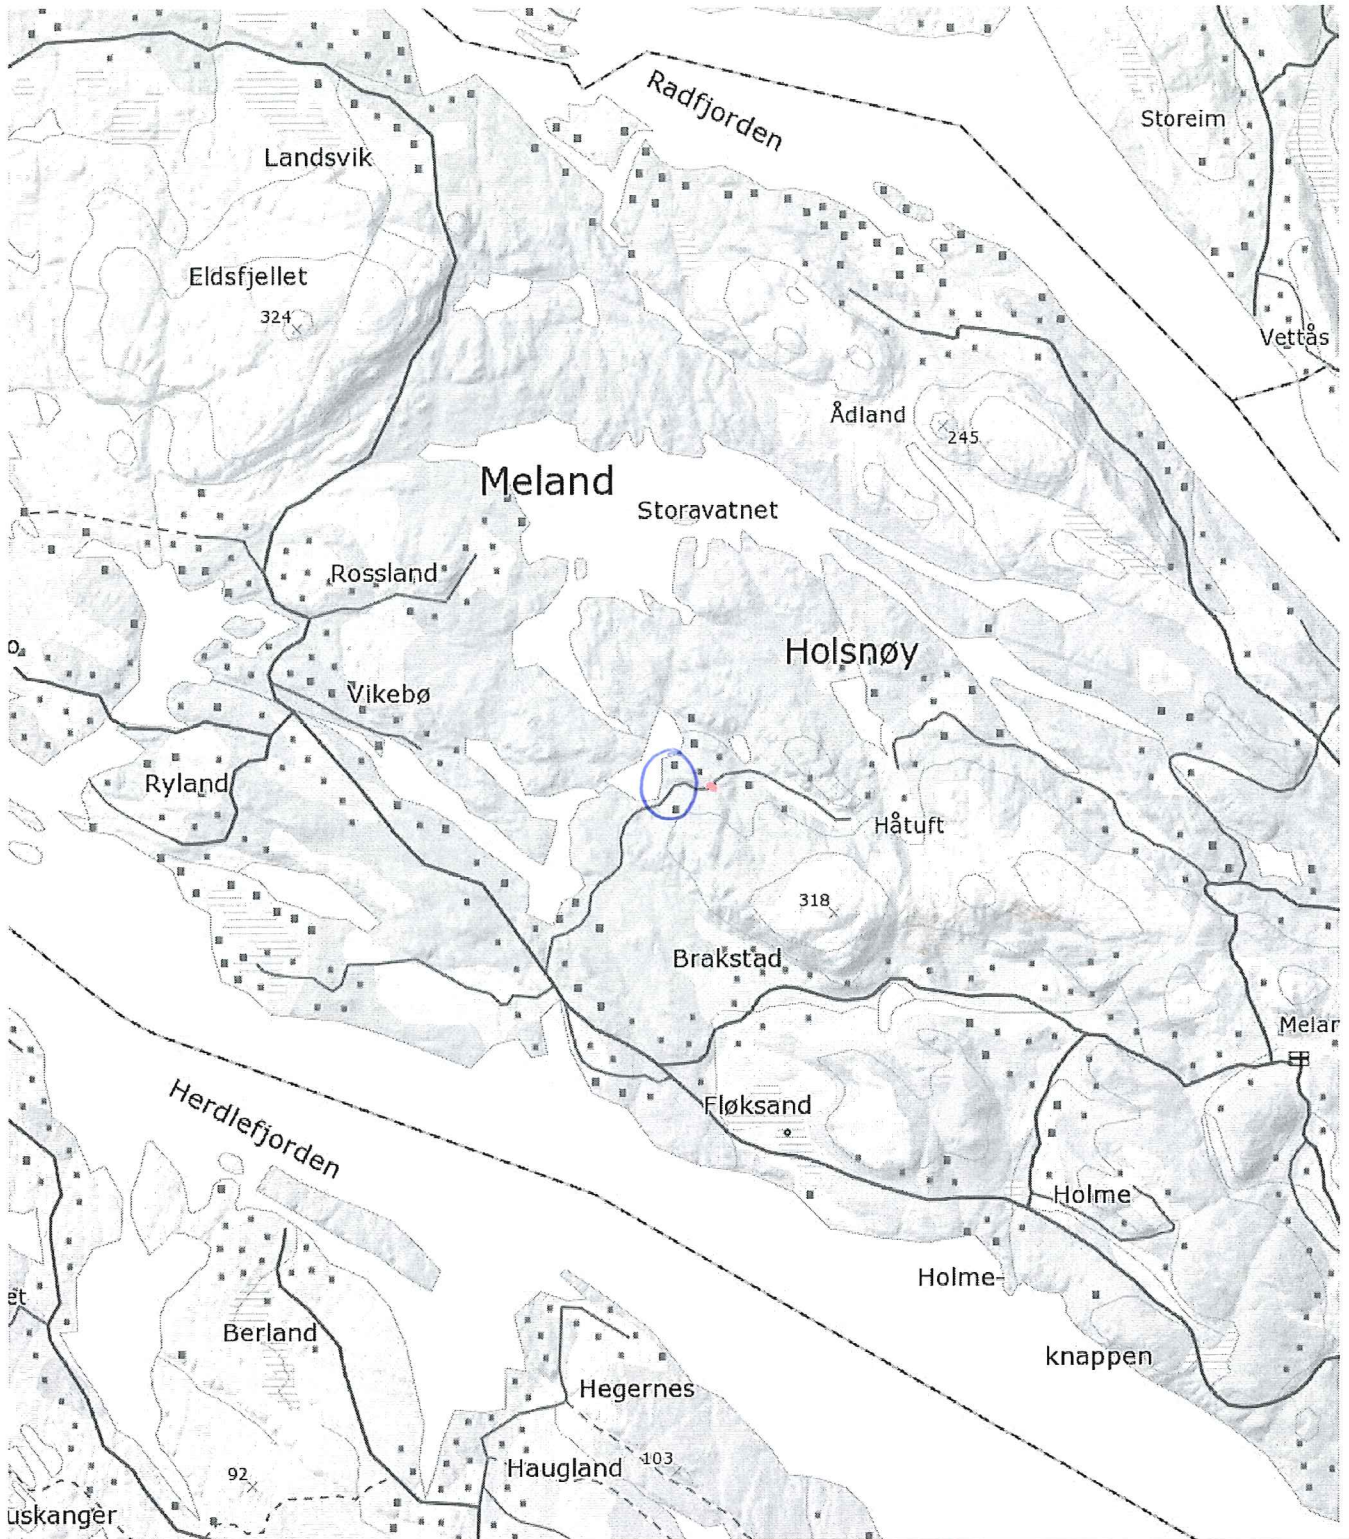 Radfjorden
Storeim
Landsvik
Eldsfjellet
324
Vettås
Ådland
245
Meland
Storavatnet
Rossland
Holsnøy
Vikebø
Ryland
Håtuft
318
Brakstad
Melar
Fløksand
Herdlefjorden
Holme
Holme-
knappen
Berland
Hegernes
Haugland
103
92
uskanger